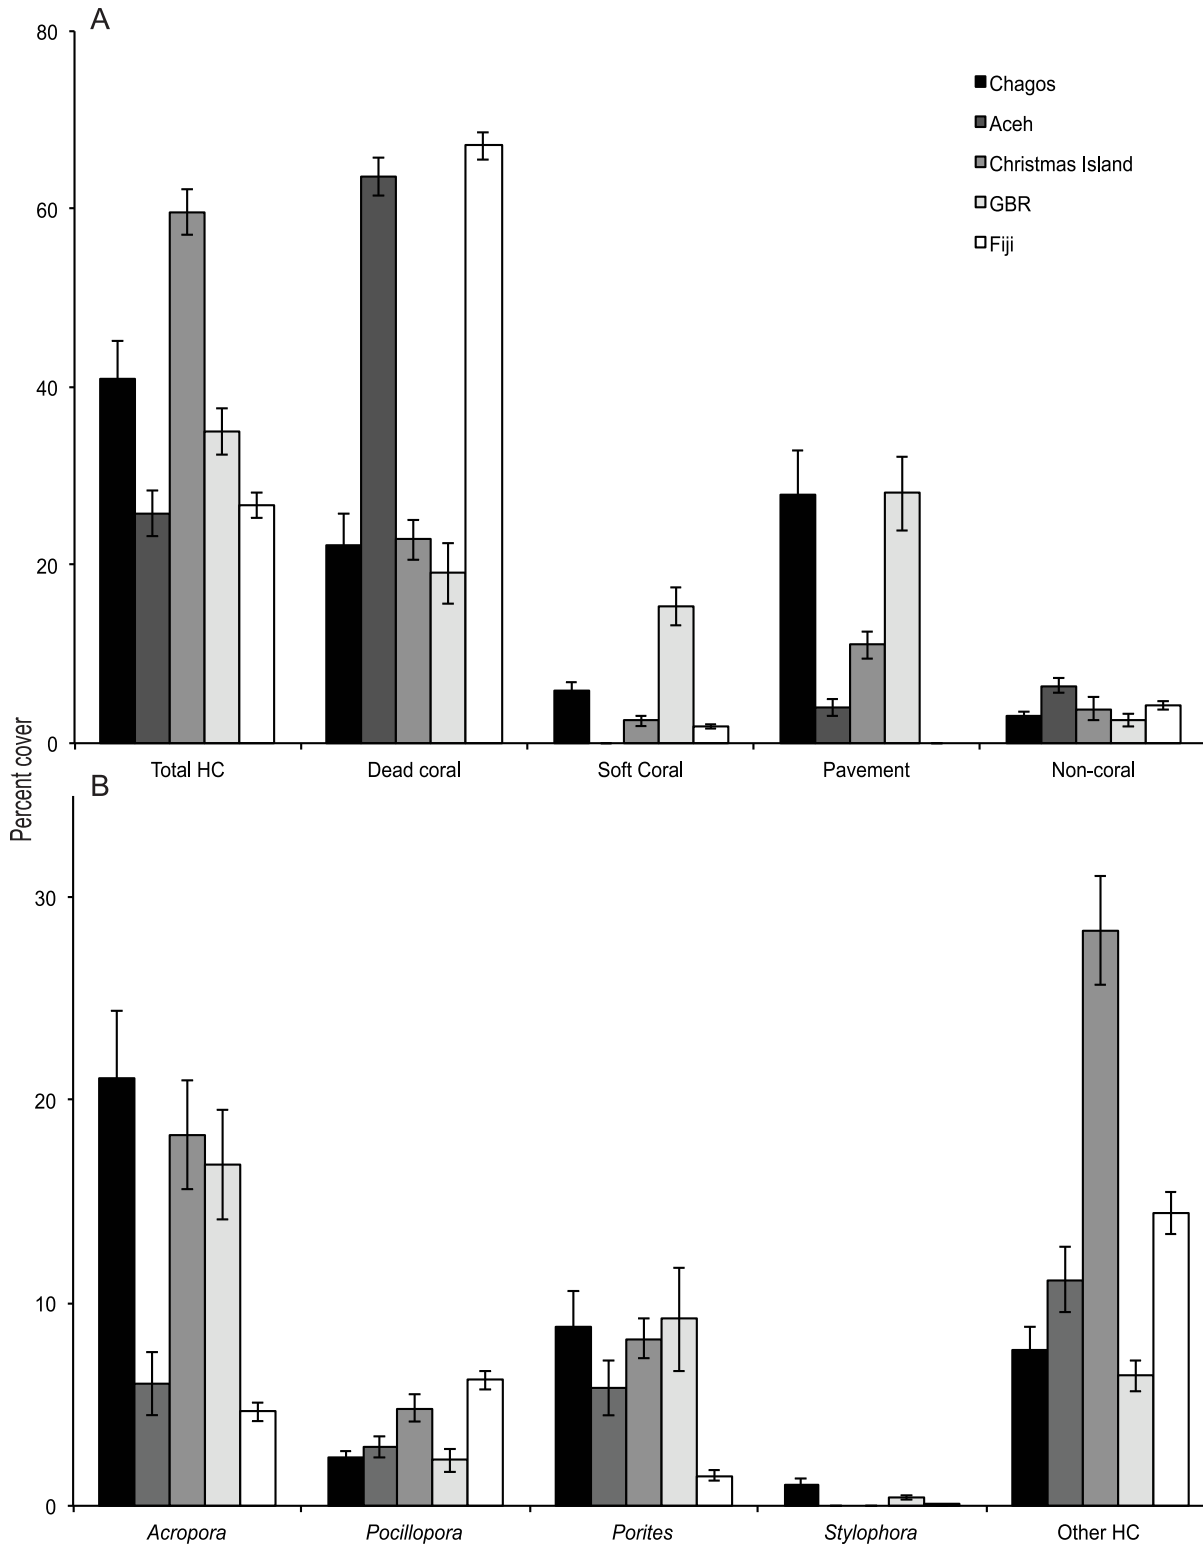 A
80
60
40
20
0
Chagos
Aceh
Christmas Island
GBR
Fiji
Total HC Dead coral Soft Coral Pavement Non-coral
Percent cover
B
30
20
10
0
Acropora Pocillopora Porites Stylophora Other HC